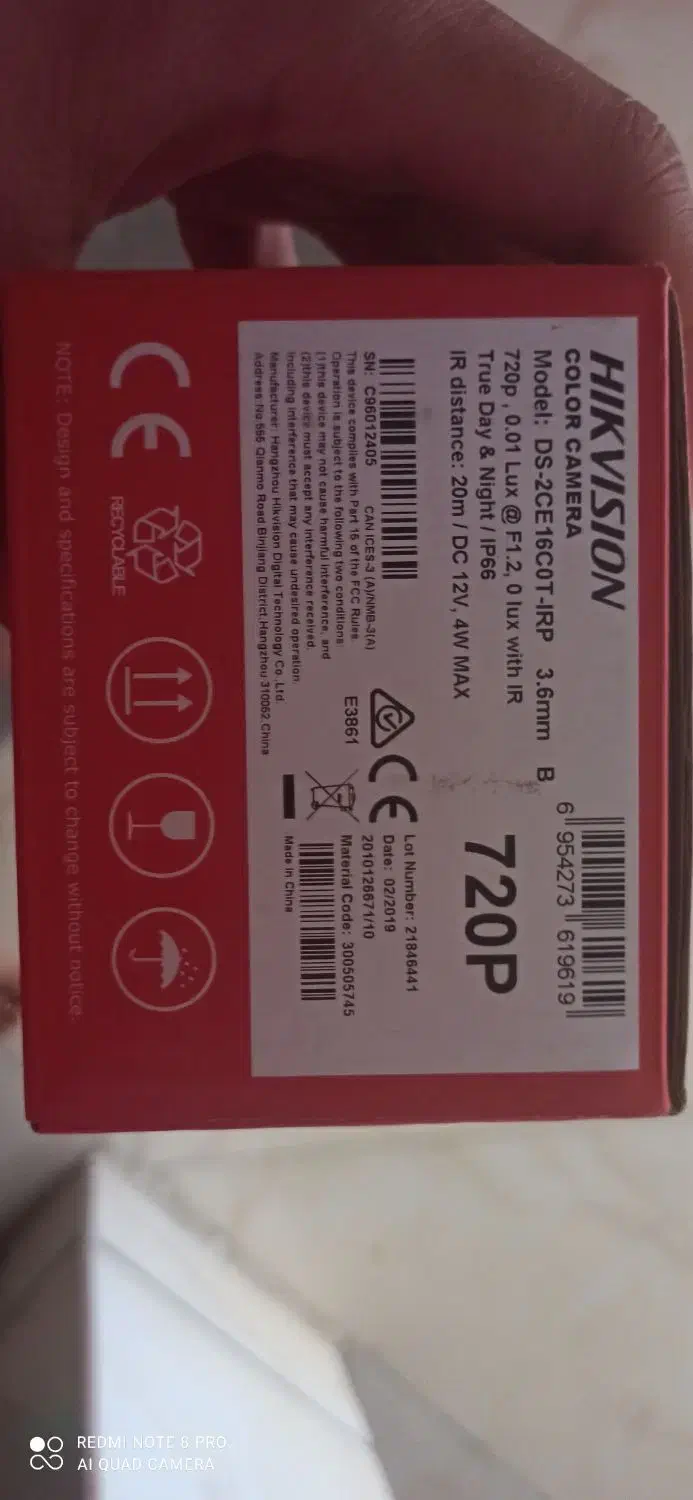 HIKVISION
COLOR CAMERA
Model: DS-2CE16C0T-IRP 3.6mm B
720p , 0.01 Lux @ F1.2, 0 lux with IR
True Day & Night / IP66
IR distance: 20m / DC 12V, 4W MAX
6 954273 619619
720P
SN: C96012405 CAN ICES-3 (A)/NMB-3(A)
This device complies with Part 15 of the FCC Rules.
Operation is subject to the following two conditions:
(1)this device may not cause harmful interference, and
(2)this device must accept any interference received,
including interference that may cause undesired operation.
Manufacturer: Hangzhou Hikvision Digital Technology Co.,Ltd.
Address:No.555 Qianmo Road,Binjiang District,Hangzhou 310052,China
E3861
CE
Lot Number: 21846441
Date: 02/2019
2010126671/10
Material Code: 300505745
Made in China
CE
RECYCLABLE
NOTE: Design and specifications are subject to change without notice.
REDMI NOTE 8 PRO
AI QUAD CAMERA